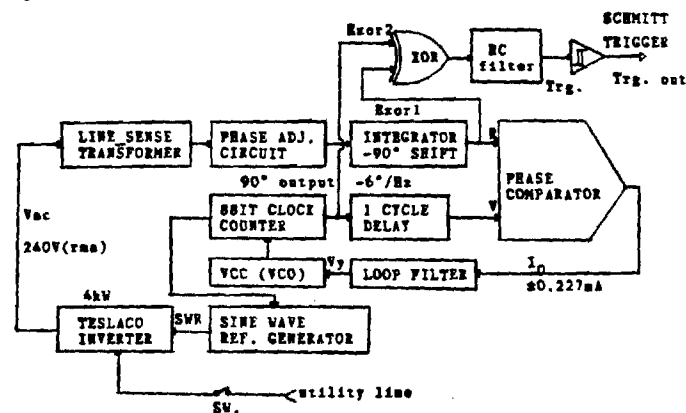 SCHMITT
TRIGGER
Exor2
XOR
RC
filter
Trg.
Trg. out
Exor1
LINE SENSE
TRANSFORMER
PHASE ADJ.
CIRCUIT
INTEGRATOR
-90° SHIFT
R
PHASE
COMPARATOR
90° output
-6°/Hz
Vac
240V(rms)
8BIT CLOCK
COUNTER
1 CYCLE
DELAY
V
VCC (VCO)
Vy
LOOP FILTER
I0
±0.227mA
4kW
TESLACO
INVERTER
SWR
SINE WAVE
REF. GENERATOR
SW.
utility line